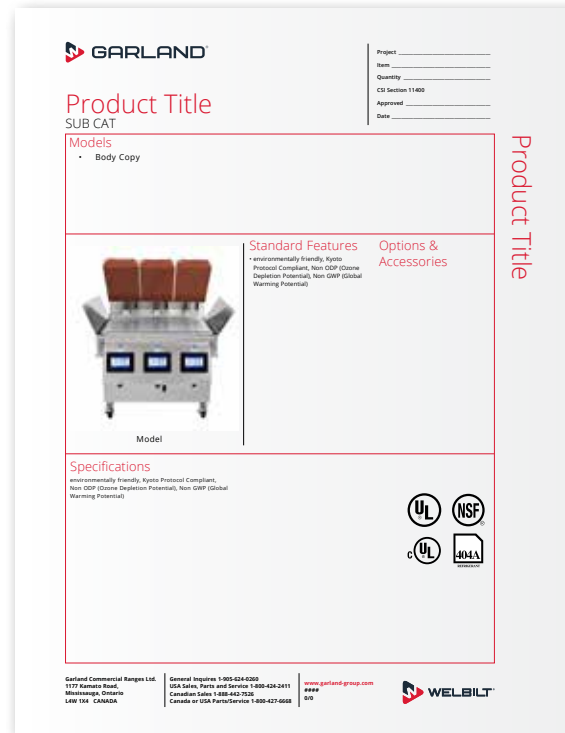 GARLAND
Project
Item
Quantity
CSI Section 11400
Approved
Date
Product Title
SUB CAT
Product Title
Models
• Body Copy
Standard Features
• environmentally friendly, Kyoto
Protocol Compliant, Non ODP (Ozone
Depletion Potential), Non GWP (Global
Warming Potential)
Options &
Accessories
Model
Specifications
environmentally friendly, Kyoto Protocol Compliant,
Non ODP (Ozone Depletion Potential), Non GWP (Global
Warming Potential)
UL
NSF
®
C UL
404A
REFRIGERANT
Garland Commercial Ranges Ltd.
1177 Kamato Road,
Mississauga, Ontario
L4W 1X4 CANADA
General Inquires 1-905-624-0260
USA Sales, Parts and Service 1-800-424-2411
Canadian Sales 1-888-442-7526
Canada or USA Parts/Service 1-800-427-6668
www.garland-group.com
####
0/0
WELBILT